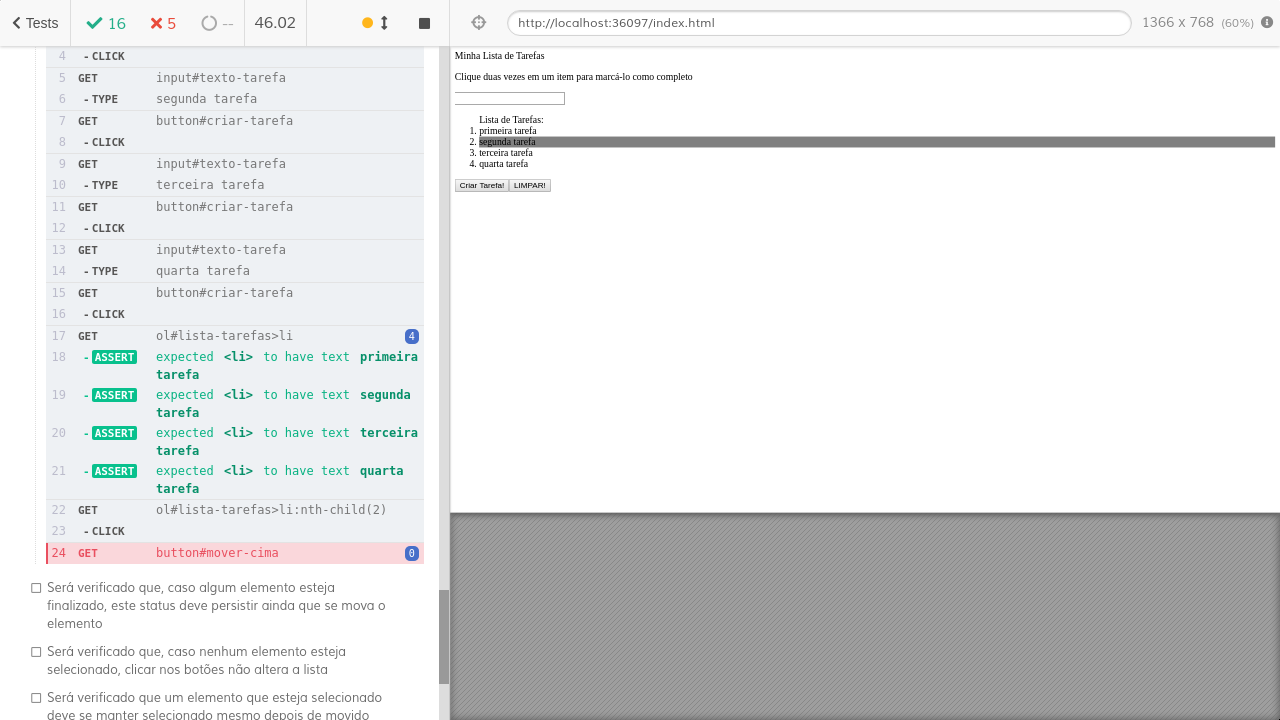 Tests 16 5 -- 46.02
http://localhost:36097/index.html 1366 x 768 (60%)
4 - CLICK
5 GET input#texto-tarefa
6 - TYPE segunda tarefa
7 GET button#criar-tarefa
8 - CLICK
9 GET input#texto-tarefa
10 - TYPE terceira tarefa
11 GET button#criar-tarefa
12 - CLICK
13 GET input#texto-tarefa
14 - TYPE quarta tarefa
15 GET button#criar-tarefa
16 - CLICK
17 GET ol#lista-tarefas>li 4
18 - ASSERT expected <li> to have text primeira
tarefa
19 - ASSERT expected <li> to have text segunda
tarefa
20 - ASSERT expected <li> to have text terceira
tarefa
21 - ASSERT expected <li> to have text quarta
tarefa
22 GET ol#lista-tarefas>li:nth-child(2)
23 - CLICK
24 GET button#mover-cima 0
Será verificado que, caso algum elemento esteja
finalizado, este status deve persistir ainda que se mova o
elemento
Será verificado que, caso nenhum elemento esteja
selecionado, clicar nos botões não altera a lista
Será verificado que um elemento que esteja selecionado
deve se manter selecionado mesmo depois de movido
Minha Lista de Tarefas
Clique duas vezes em um item para marcá-lo como completo
Lista de Tarefas:
1. primeira tarefa
2. segunda tarefa
3. terceira tarefa
4. quarta tarefa
Criar Tarefa! LIMPAR!